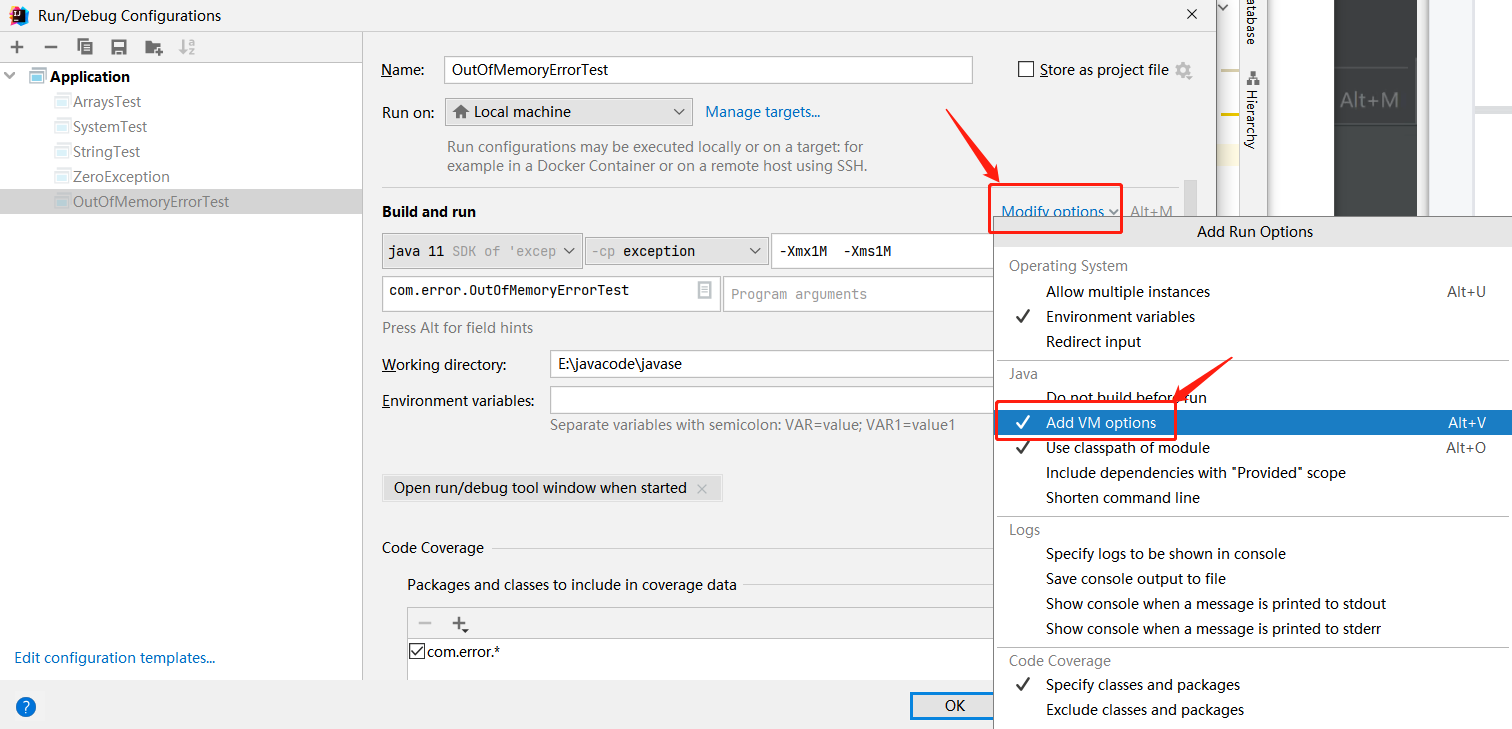 Run/Debug Configurations
Application
ArraysTest
SystemTest
StringTest
ZeroException
OutOfMemoryErrorTest
Edit configuration templates...
?
Name: OutOfMemoryErrorTest Store as project file
Run on: Local machine Manage targets...
Run configurations may be executed locally or on a target: for
example in a Docker Container or on a remote host using SSH.
Build and run Modify options Alt+M
java 11 SDK of 'excep -cp exception -Xmx1M -Xms1M
com.error.OutOfMemoryErrorTest Program arguments
Press Alt for field hints
Working directory: E:\javacode\javase
Environment variables:
Separate variables with semicolon: VAR=value; VAR1=value1
Open run/debug tool window when started
Code Coverage
Packages and classes to include in coverage data
com.error.*
OK
Add Run Options
Operating System
Allow multiple instances Alt+U
Environment variables
Redirect input
Java
Do not build before run
Add VM options Alt+V
Use classpath of module Alt+O
Include dependencies with "Provided" scope
Shorten command line
Logs
Specify logs to be shown in console
Save console output to file
Show console when a message is printed to stdout
Show console when a message is printed to stderr
Code Coverage
Specify classes and packages
Exclude classes and packages
atabase
Hierarchy
Alt+M